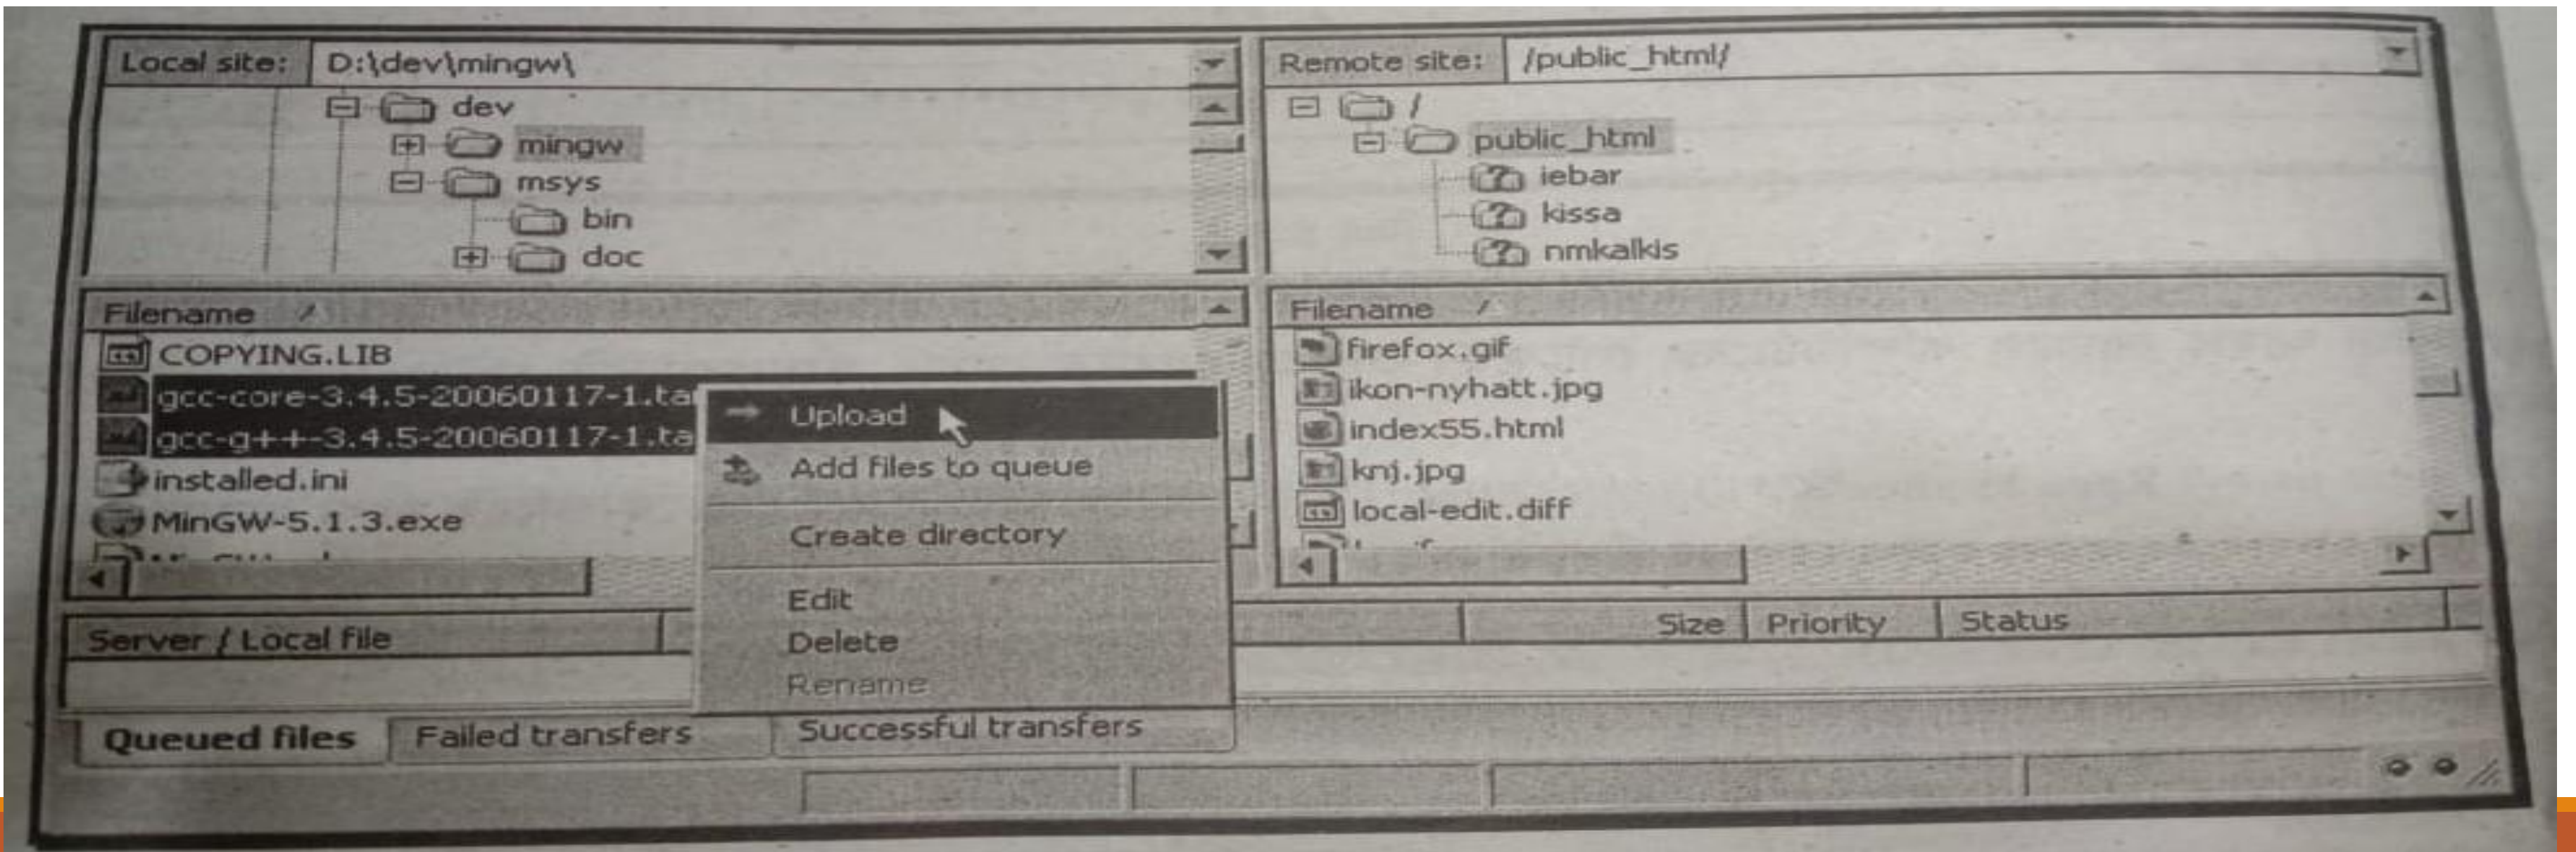 Local site: D:\dev\mingw\
dev
mingw
msys
bin
doc
Filename
COPYING.LIB
gcc-core-3.4.5-20060117-1.ta
gcc-g++-3.4.5-20060117-1.ta
installed.ini
MinGW-5.1.3.exe
Upload
Add files to queue
Create directory
Edit
Delete
Rename
Remote site: /public_html/
/
public_html
iebar
kissa
nmkalkis
Filename
firefox.gif
ikon-nyhatt.jpg
index55.html
knj.jpg
local-edit.diff
Server / Local file Size Priority Status
Queued files Failed transfers Successful transfers